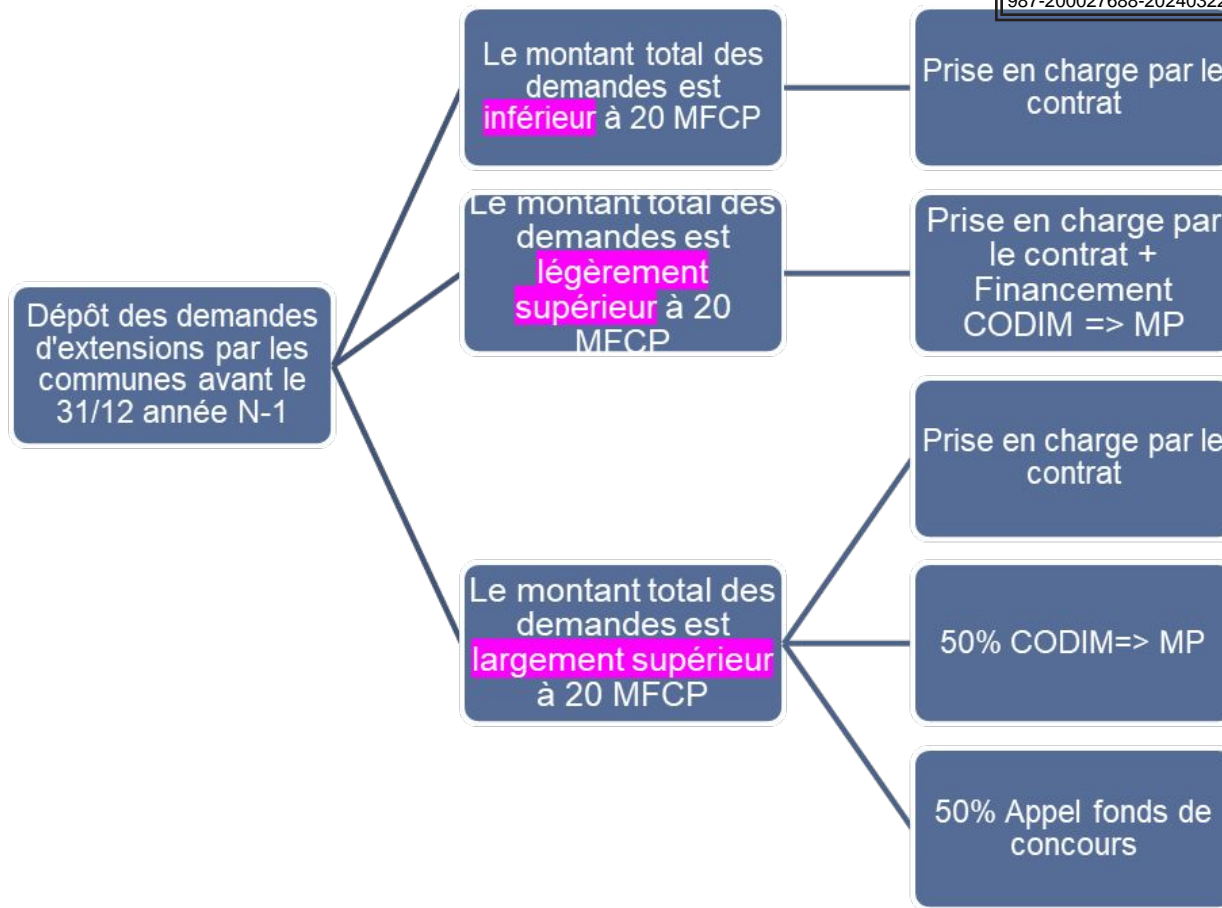 987-200027688-20240322
Le montant total des
demandes est
inférieur à 20 MFCP
Prise en charge par le
contrat
Le montant total des
demandes est
légèrement
supérieur à 20
MFCP
Prise en charge par
le contrat +
Financement
CODIM => MP
Dépôt des demandes
d'extensions par les
communes avant le
31/12 année N-1
Prise en charge par le
contrat
Le montant total des
demandes est
largement supérieur
à 20 MFCP
50% CODIM=> MP
50% Appel fonds de
concours